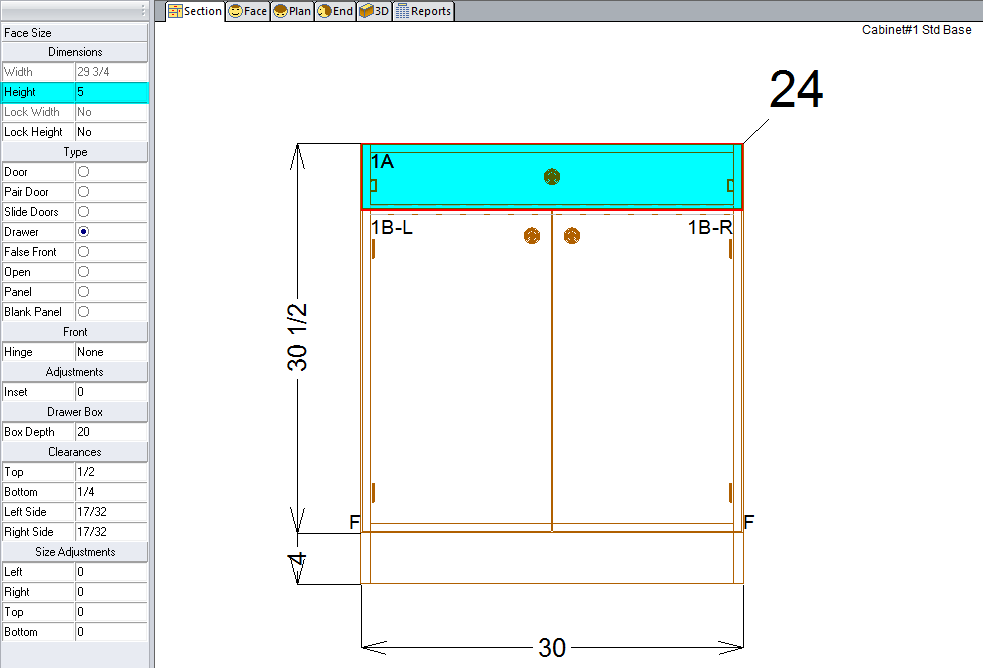 Section Face Plan End 3D Reports
Face Size
Dimensions
Width 29 3/4
Height 5
Lock Width No
Lock Height No
Type
Door
Pair Door
Slide Doors
Drawer
False Front
Open
Panel
Blank Panel
Front
Hinge None
Adjustments
Inset 0
Drawer Box
Box Depth 20
Clearances
Top 1/2
Bottom 1/4
Left Side 17/32
Right Side 17/32
Size Adjustments
Left 0
Right 0
Top 0
Bottom 0
Cabinet#1 Std Base
24
1A
1B-L 1B-R
30 1/2
F F
4
30